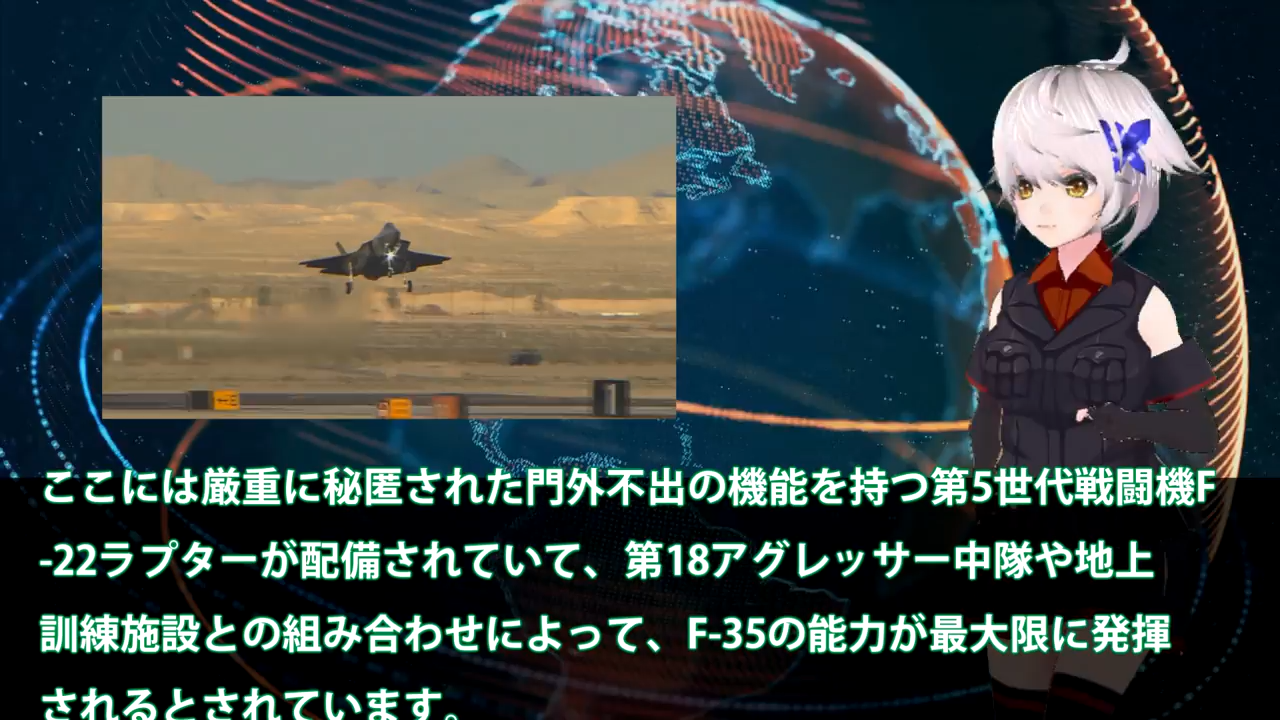 ここには厳重に秘匿された門外不出の機能を持つ第5世代戦闘機F
-22ラプターが配備されていて、第18アグレッサー中隊や地上
訓練施設との組み合わせによって、F-35の能力が最大限に発揮
されるとされています。